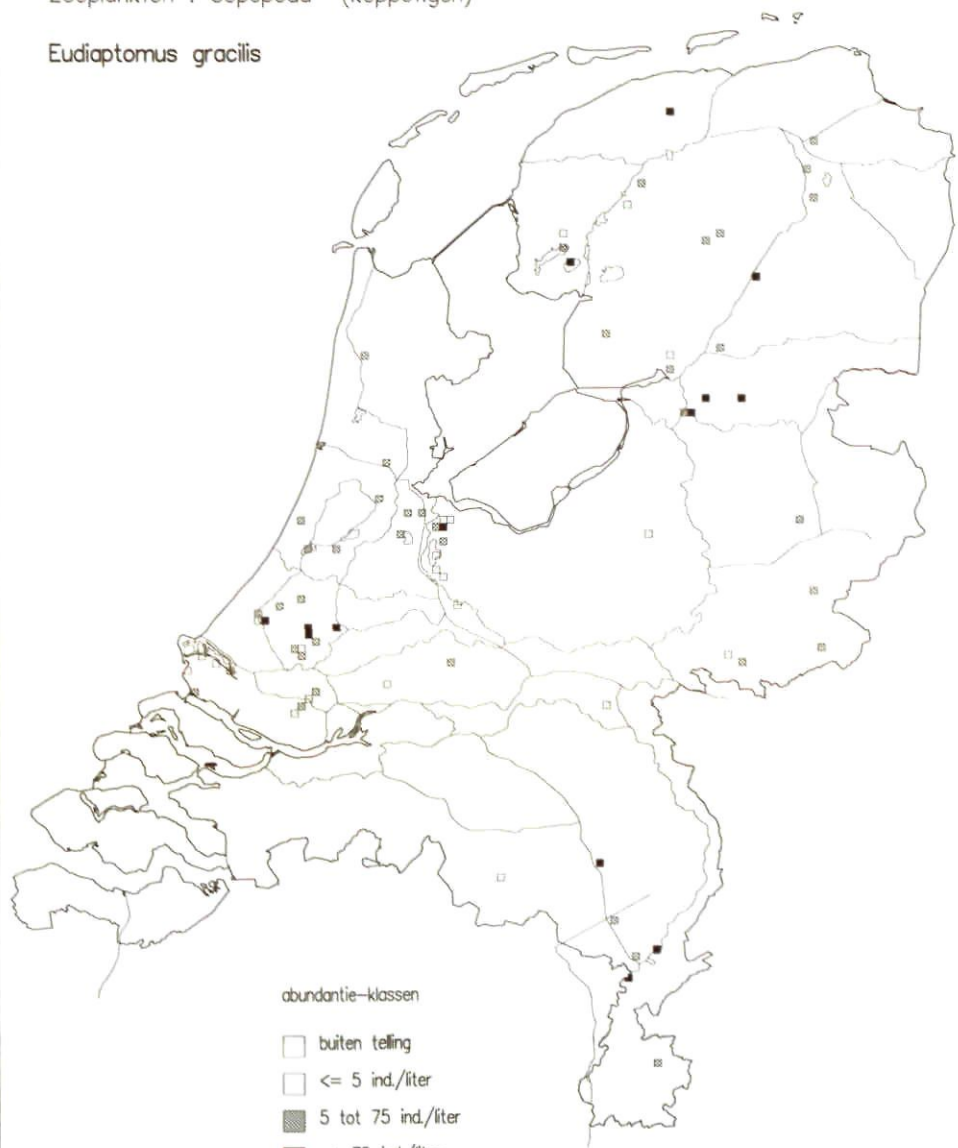 Eudiaptomus gracilis
abundantie-klassen
buiten telling
<= 5 ind./liter
5 tot 75 ind./liter